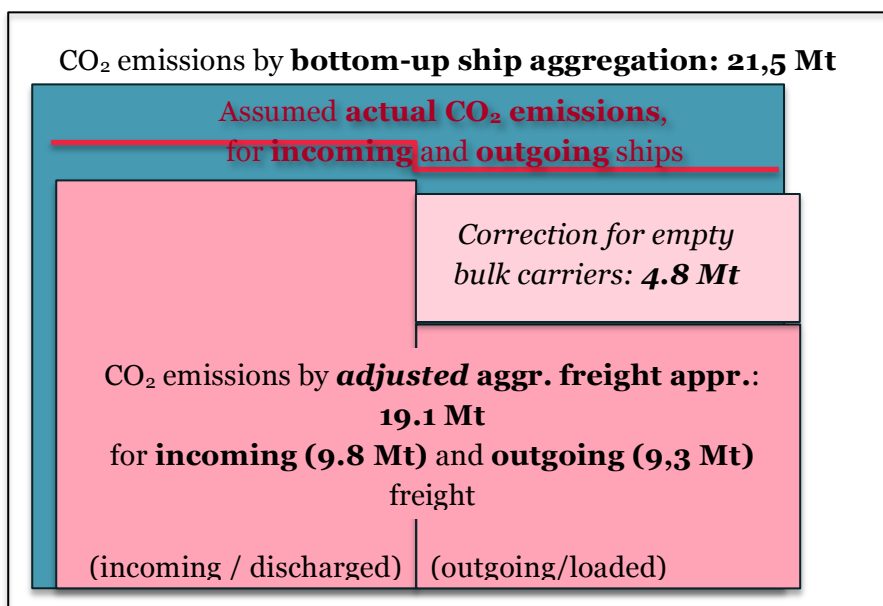 CO₂ emissions by bottom-up ship aggregation: 21,5 Mt
Assumed actual CO₂ emissions,
for incoming and outgoing ships
Correction for empty
bulk carriers: 4.8 Mt
CO₂ emissions by adjusted aggr. freight appr.:
19.1 Mt
for incoming (9.8 Mt) and outgoing (9,3 Mt)
freight
(incoming / discharged)
(outgoing/loaded)